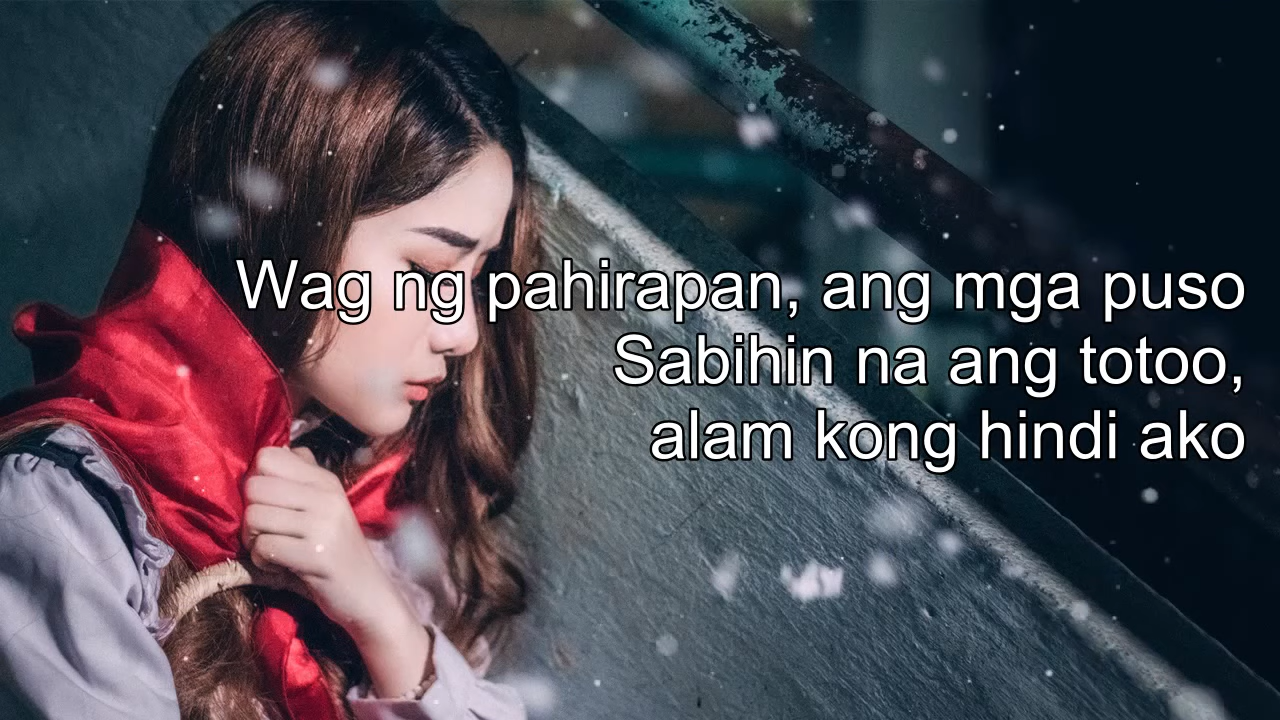 Wag ng pahirapan, ang mga puso
Sabihin na ang totoo,
alam kong hindi ako